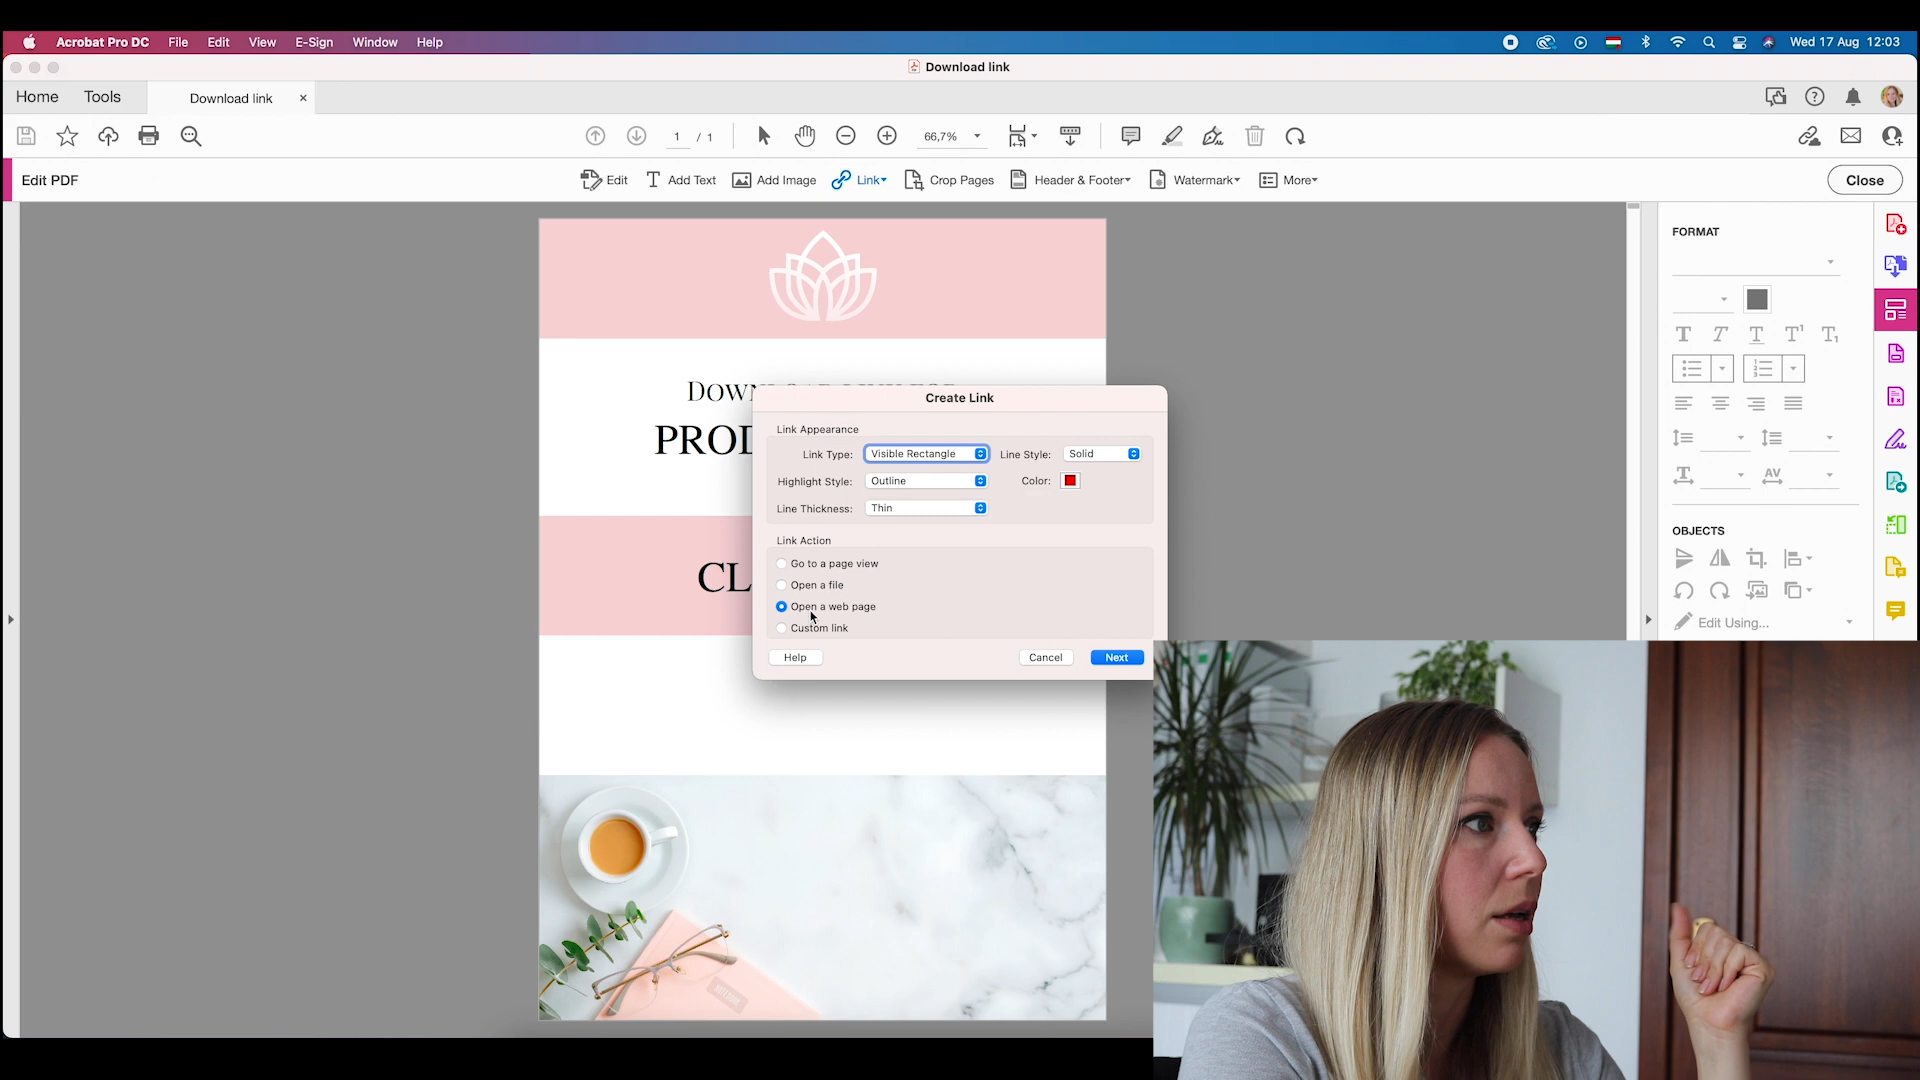 Acrobat Pro DC File Edit View E-Sign Window Help Wed 17 Aug 12:03
Download link
Home Tools Download link
1 / 1 66,7%
Edit PDF Edit Add Text Add Image Link Crop Pages Header & Footer Watermark More Close
FORMAT
Create Link
Link Appearance
Link Type: Visible Rectangle Line Style: Solid
Highlight Style: Outline Color:
Line Thickness: Thin
Link Action
Go to a page view
Open a file
Open a web page
Custom link
Help Cancel Next
OBJECTS
Edit Using...